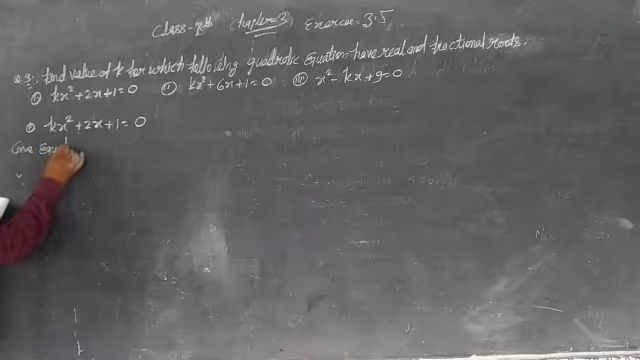 Class-9th Chapter=3 Exercise=3.5
Q.3:. find value of k for which following quadratic Equation have real and fractional roots.
(i) kx²+2x+1=0 (ii) kx²+6x+1=0 (iii) x²-kx+9=0
(i) kx²+2x+1=0
Equ